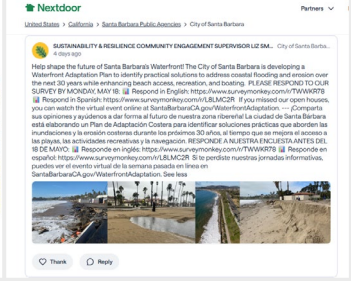 Nextdoor
Partners
United States > California > Santa Barbara Public Agencies > City of Santa Barbara
SUSTAINABILITY & RESILIENCE COMMUNITY ENGAGEMENT SUPERVISOR LIZ SM... City of Santa Barba...
4 days ago
Help shape the future of Santa Barbara's Waterfront! The City of Santa Barbara is developing a
Waterfront Adaptation Plan to identify practical solutions to address coastal flooding and erosion over
the next 30 years while enhancing beach access, recreation, and boating. PLEASE RESPOND TO OUR
SURVEY BY MONDAY, MAY 18: Respond in English: https://www.surveymonkey.com/r/TWWKR78
Respond in Spanish: https://www.surveymonkey.com/r/L8LMC2R If you missed our open houses,
you can watch the virtual event online at SantaBarbaraCA.gov/WaterfrontAdaptation. --- ¡Comparta
sus opiniones y ayúdenos a dar forma al futuro de nuestra zona ribereña! La ciudad de Santa Bárbara
está elaborando un Plan de Adaptación Costera para identificar soluciones prácticas que aborden las
inundaciones y la erosión costeras durante los próximos 30 años, al tiempo que se mejora el acceso a
las playas, las actividades recreativas y la navegación. RESPONDE A NUESTRA ENCUESTA ANTES DEL
18 DE MAYO: Responde en inglés: https://www.surveymonkey.com/r/TWWKR78 Responde en
español: https://www.surveymonkey.com/r/L8LMC2R Si te perdiste nuestras jornadas informativas,
puedes ver el evento virtual de la semana pasada en línea en
SantaBarbaraCA.gov/WaterfrontAdaptation. See less
Thank
Reply